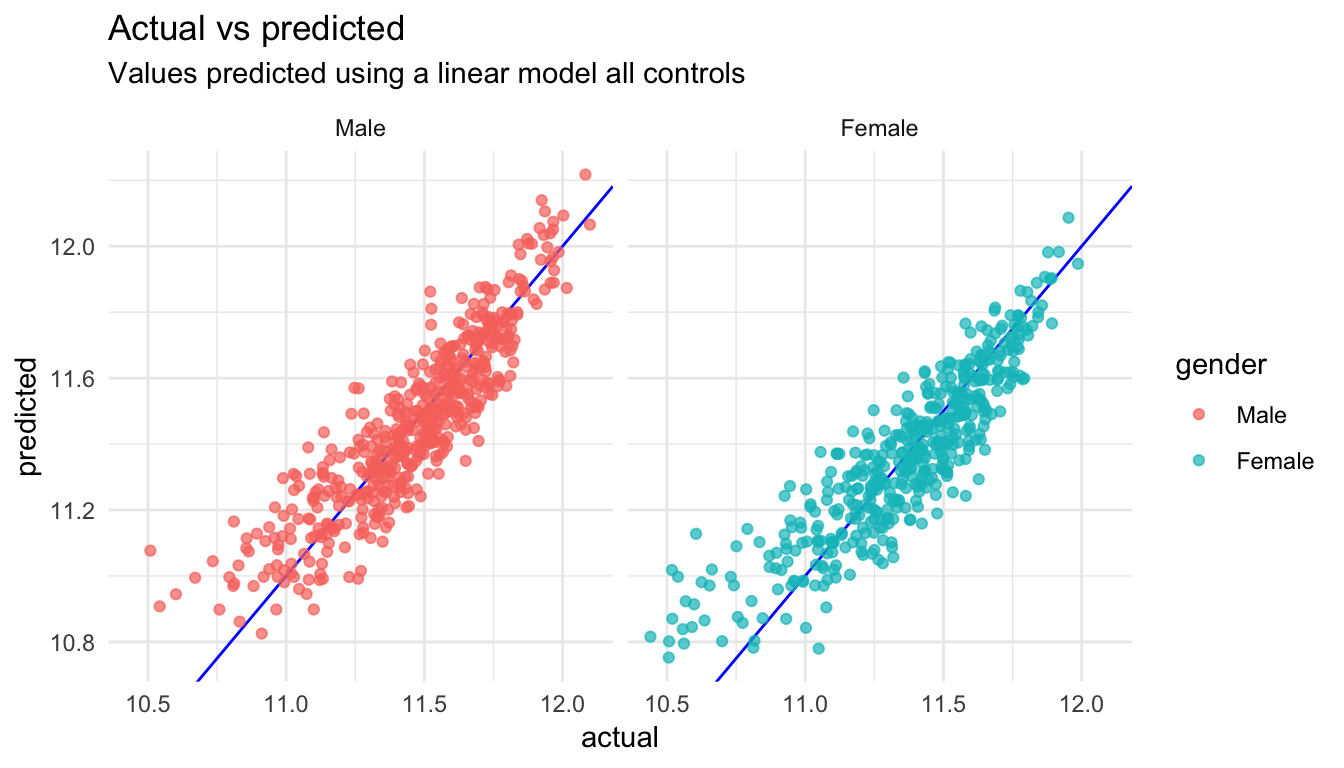 Actual vs predicted
Values predicted using a linear model all controls
Male
Female
predicted
12.0
11.6
11.2
10.8
10.5 11.0 11.5 12.0
10.5 11.0 11.5 12.0
actual
gender
Male
Female